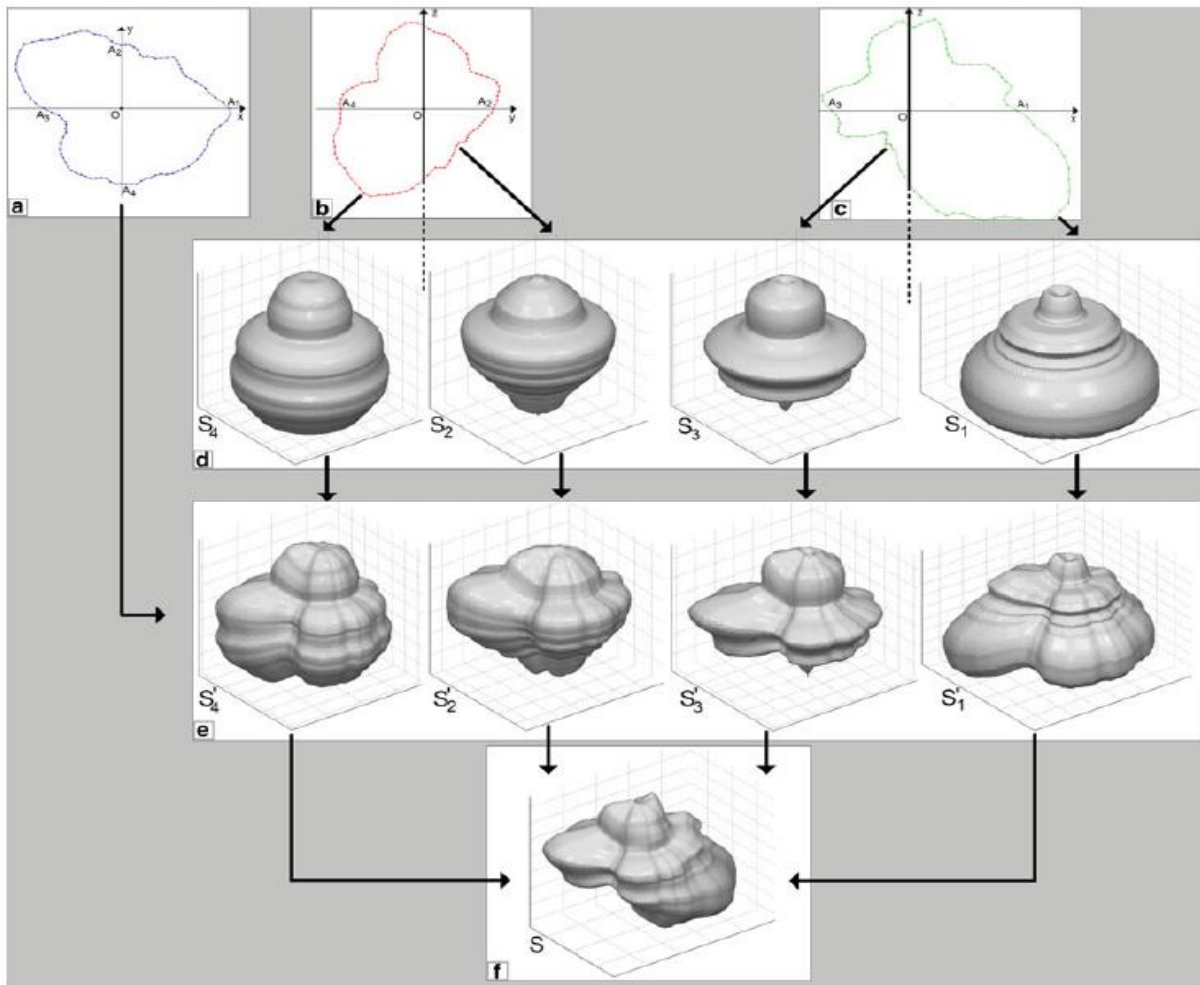 y
A₂
A₁
x
A₃
O
A₄
a
z
A₄
A₂
O
y
b
z
A₃
A₁
O
x
c
S₄
S₂
S₃
S₁
d
S'₄
S'₂
S'₃
S'₁
e
S
f